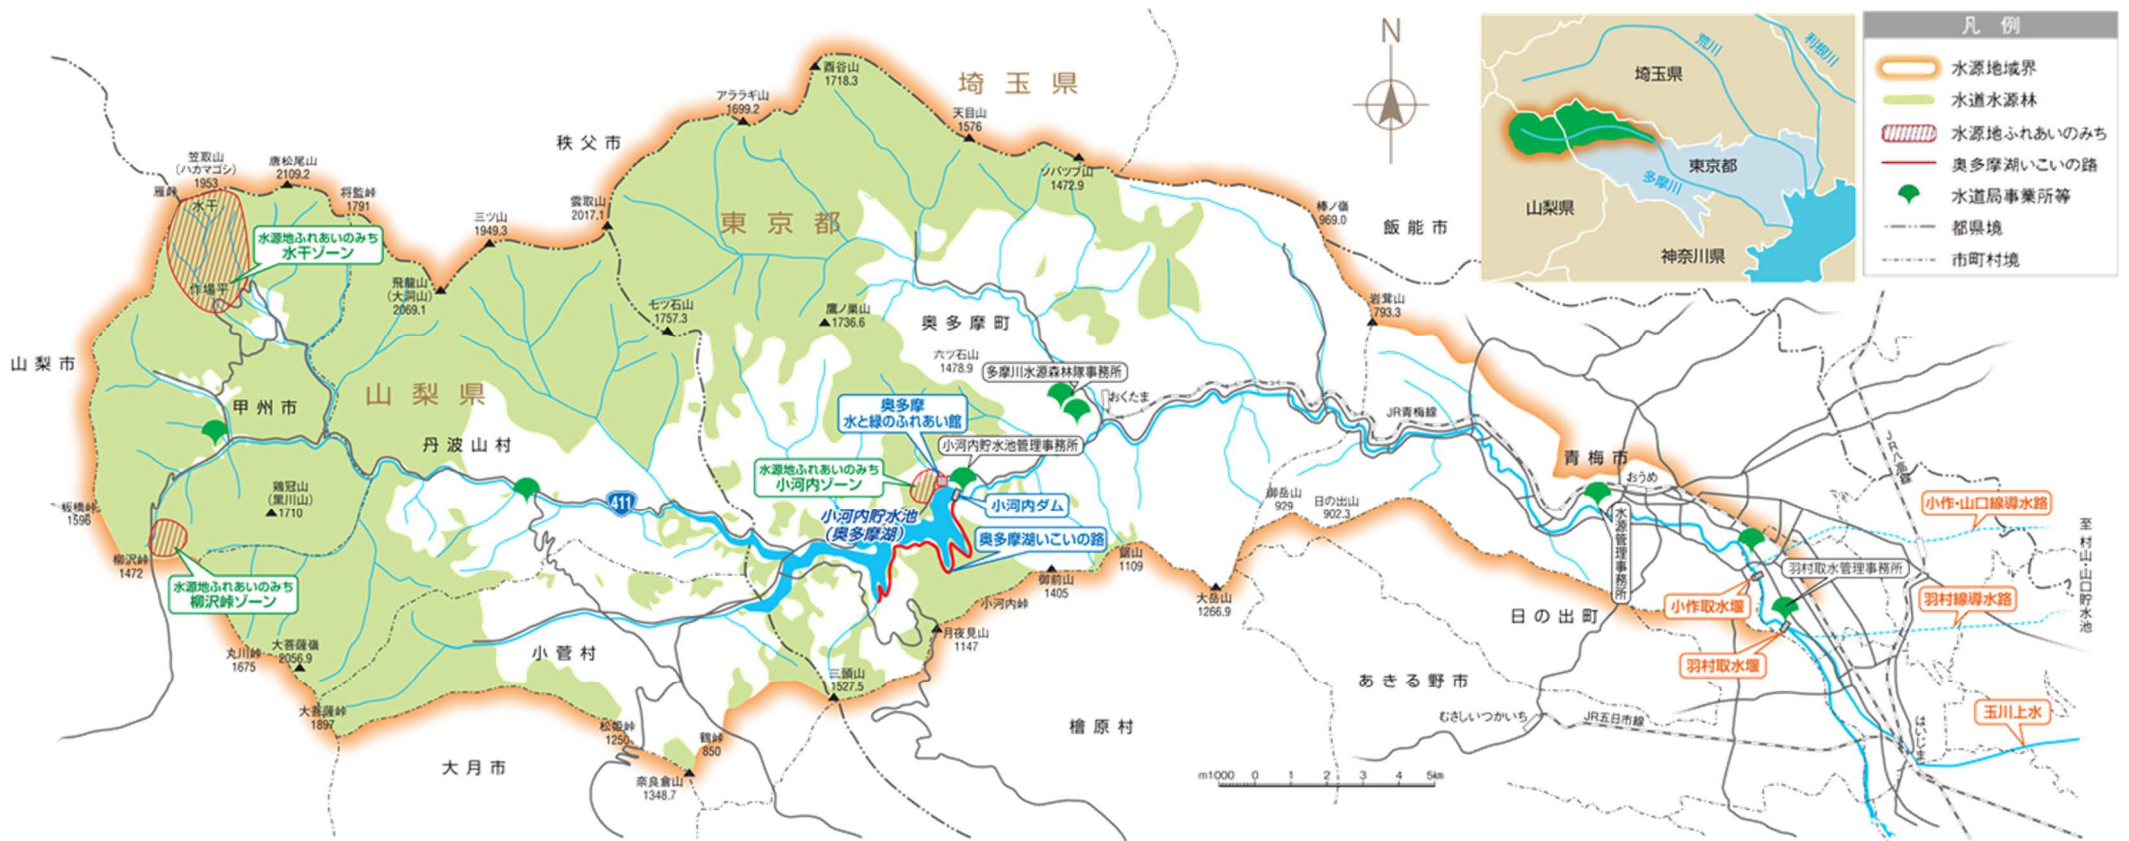 埼玉県
秩父市
酉谷山
1718.3
アララギ山
1699.2
天目山
1576
ソバツブ山
1472.9
笠取山
(ハカマゴシ)
1953
唐松尾山
2109.2
雁峠
水干
将監峠
1791
水源地ふれあいのみち
水干ゾーン
作場平
三ツ山
1949.3
雲取山
2017.1
飛龍山
(大洞山)
2069.1
東京都
棒ノ嶺
969.0
飯能市
七ツ石山
1757.3
鷹ノ巣山
1736.6
奥多摩町
岩茸山
793.3
六ツ石山
1478.9
多摩川水源森林隊事務所
おくたま
山梨市
甲州市
山梨県
丹波山村
奥多摩
水と緑のふれあい館
小河内貯水池管理事務所
JR青梅線
水源地ふれあいのみち
小河内ゾーン
小河内ダム
小河内貯水池
(奥多摩湖)
奥多摩湖いこいの路
411
鶏冠山
(黒川山)
1710
板橋峠
1596
柳沢峠
1472
水源地ふれあいのみち
柳沢峠ゾーン
御岳山
929
日の出山
902.3
鋸山
1109
御前山
1405
小河内峠
大岳山
1266.9
月夜見山
1147
三頭山
1527.5
小菅村
丸川峠
1675
大菩薩嶺
2056.9
大菩薩峠
1897
松姫峠
1250
鶴峠
850
奈良倉山
1348.7
大月市
檜原村
あきる野市
日の出町
むさしいつかいち
JR五日市線
青梅市
おうめ
水源管理事務所
JR八高線
小作・山口線導水路
羽村取水管理事務所
小作取水堰
羽村線導水路
羽村取水堰
至村山・山口貯水池
玉川上水
はいじま
m1000 0 1 2 3 4 5km
N
荒川
利根川
埼玉県
東京都
多摩川
山梨県
神奈川県
凡 例
水源地域界
水道水源林
水源地ふれあいのみち
奥多摩湖いこいの路
水道局事業所等
都県境
市町村境